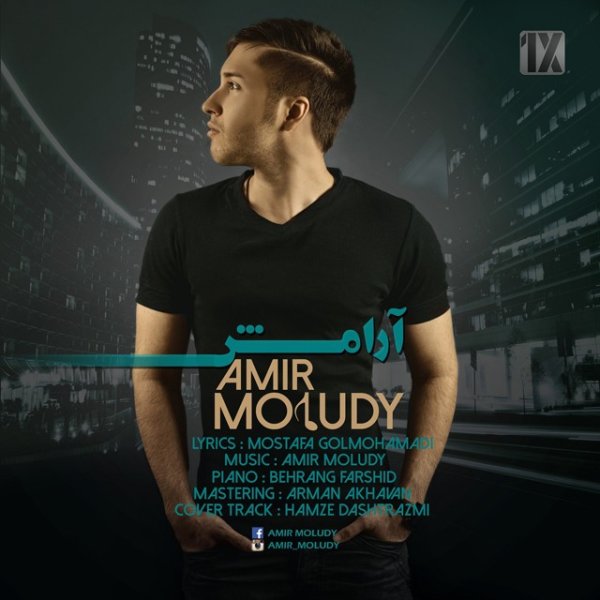 1X
آرامش
AMIR
MOLUDY
LYRICS : MOSTAFA GOLMOHAMADI
MUSIC : AMIR MOLUDY
PIANO : BEHRANG FARSHID
MASTERING : ARMAN AKHAVAN
COVER TRACK : HAMZE DASHTRAZMI
AMIR MOLUDY
AMIR_MOLUDY